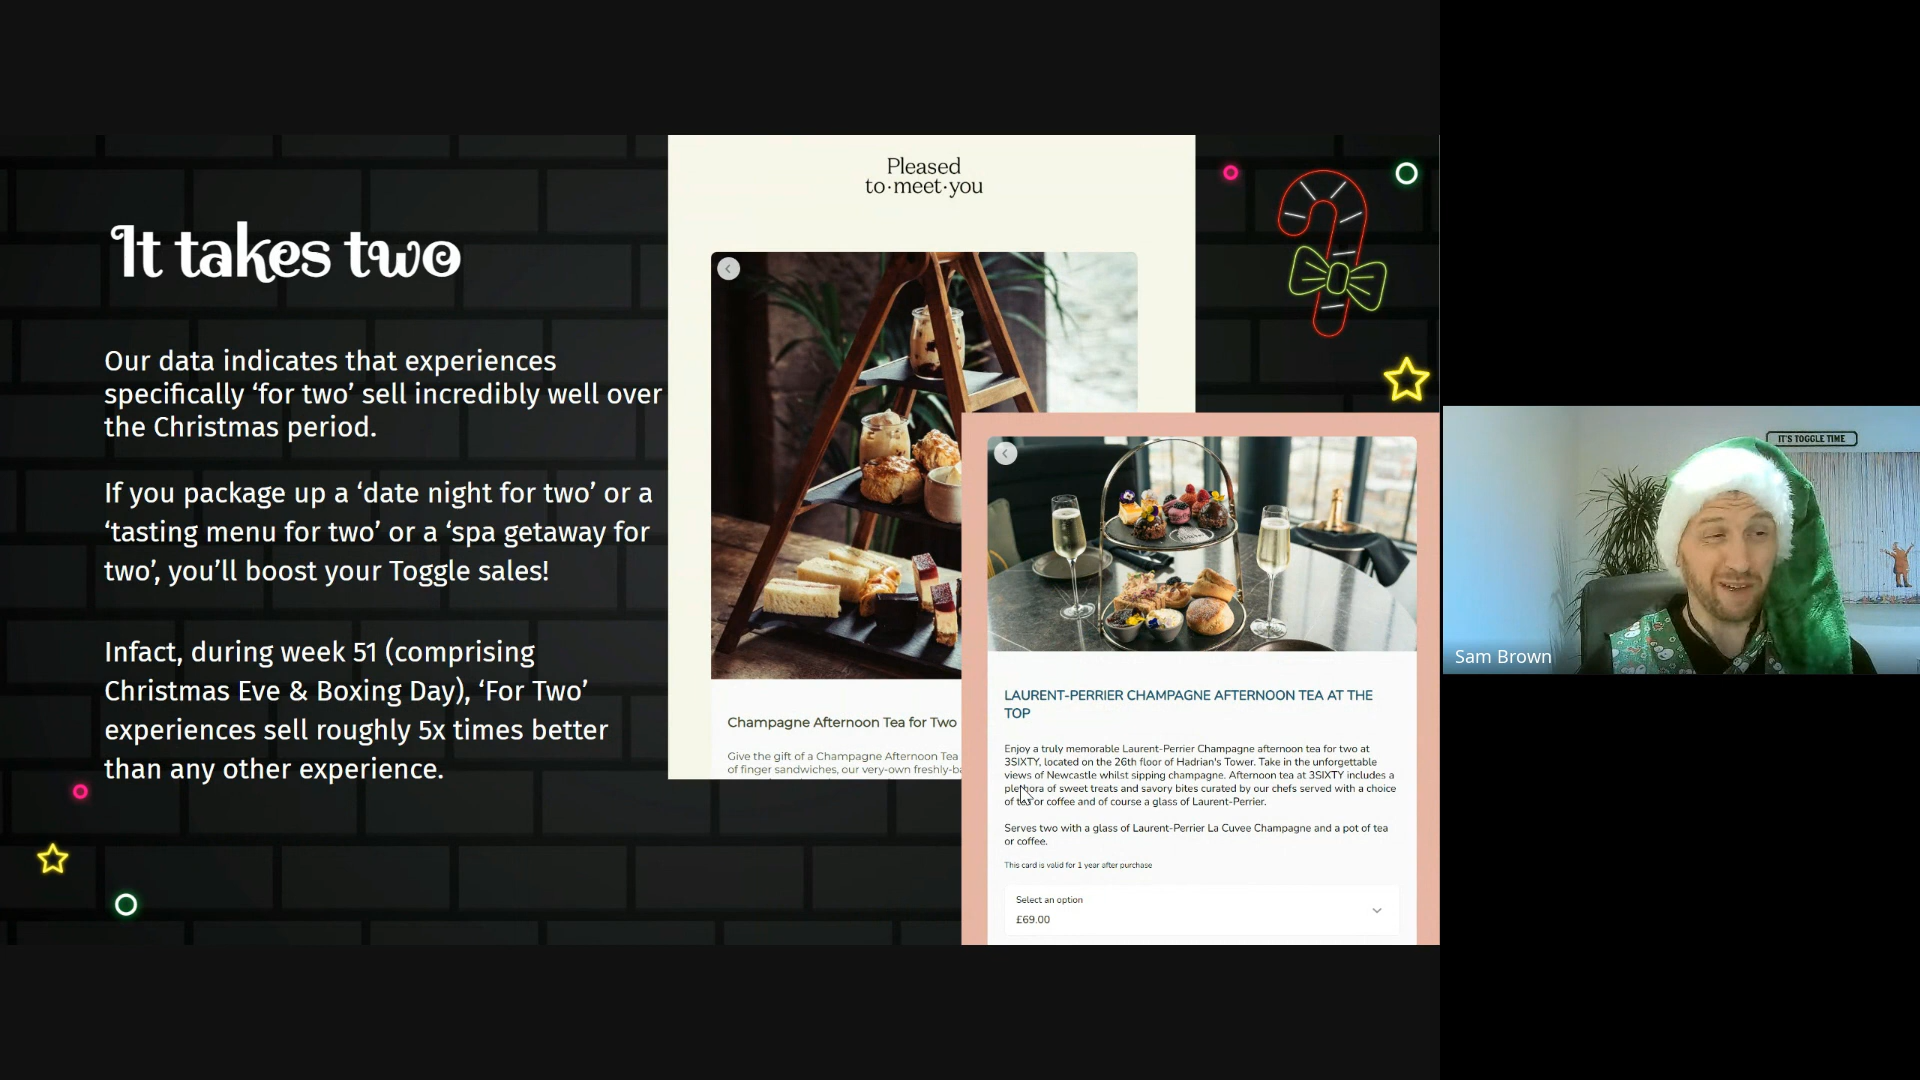 It takes two
Our data indicates that experiences
specifically ‘for two’ sell incredibly well over
the Christmas period.
If you package up a ‘date night for two’ or a
‘tasting menu for two’ or a ‘spa getaway for
two’, you’ll boost your Toggle sales!
Infact, during week 51 (comprising
Christmas Eve & Boxing Day), ‘For Two’
experiences sell roughly 5x times better
than any other experience.
Pleased
to·meet·you
Champagne Afternoon Tea for Two
Give the gift of a Champagne Afternoon Tea
of finger sandwiches, our very-own freshly-ba
LAURENT-PERRIER CHAMPAGNE AFTERNOON TEA AT THE
TOP
Enjoy a truly memorable Laurent-Perrier Champagne afternoon tea for two at
3SIXTY, located on the 26th floor of Hadrian's Tower. Take in the unforgettable
views of Newcastle whilst sipping champagne. Afternoon tea at 3SIXTY includes a
plethora of sweet treats and savory bites curated by our chefs served with a choice
of tea or coffee and of course a glass of Laurent-Perrier.
Serves two with a glass of Laurent-Perrier La Cuvee Champagne and a pot of tea
or coffee.
This card is valid for 1 year after purchase
Select an option
£69.00
IT'S TOGGLE TIME
Sam Brown